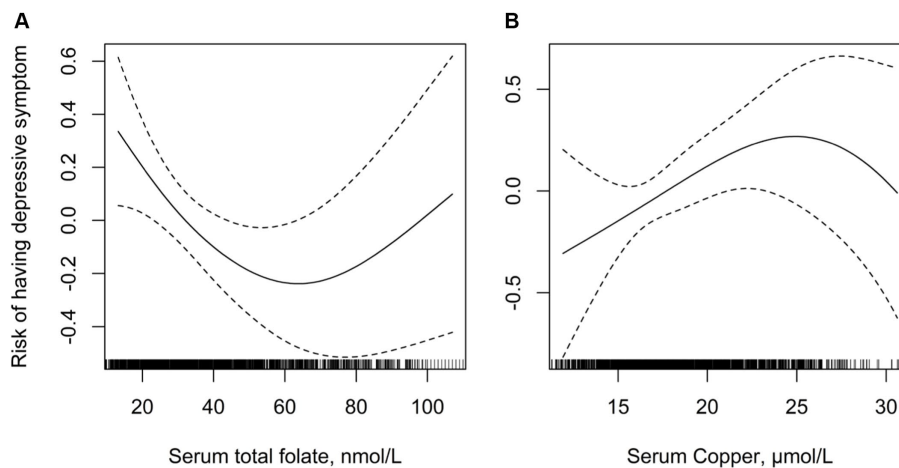 A
B
Risk of having depressive symptom
0.6
0.4
0.2
0.0
-0.2
-0.4
20 40 60 80 100
Serum total folate, nmol/L
0.5
0.0
-0.5
15 20 25 30
Serum Copper, μmol/L